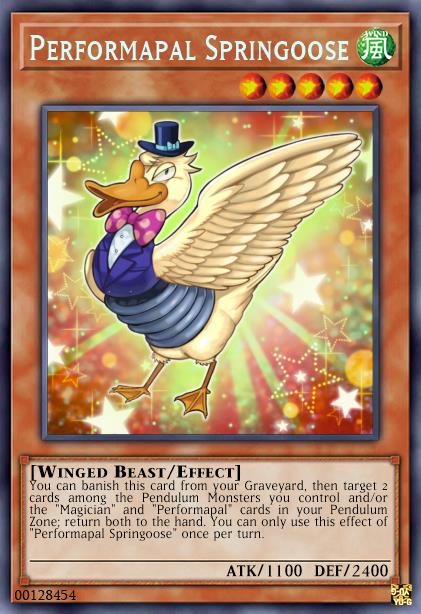 Performapal Springoose
WIND
風
[Winged Beast/Effect]
You can banish this card from your Graveyard, then target 2
cards among the Pendulum Monsters you control and/or
the "Magician" and "Performapal" cards in your Pendulum
Zone; return both to the hand. You can only use this effect of
"Performapal Springoose" once per turn.
ATK/1100 DEF/2400
00128454